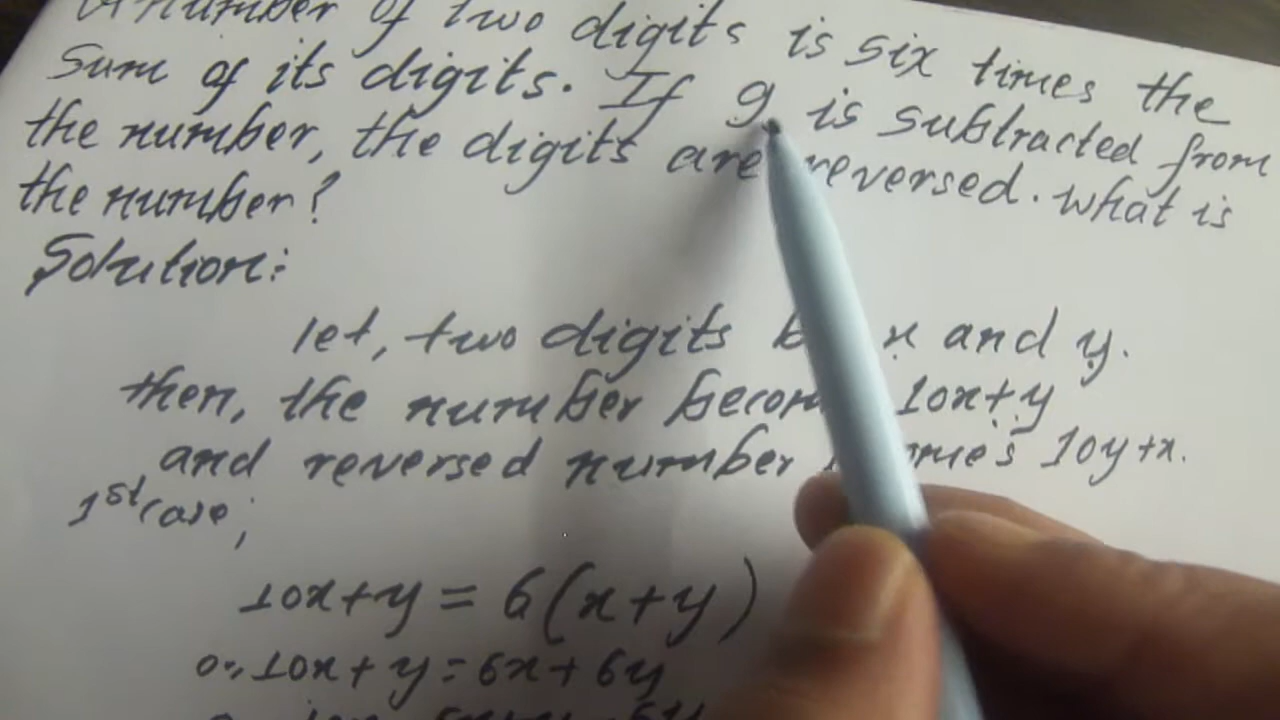 A number of two digits is six times the
Sum of its digits. If 9 is subtracted from
the number, the digits are reversed. What is
the number?
Solution:
let, two digits be x and y.
then, the number 10x+y
and reversed number 10y+x.
1st case;
10x+y = 6(x+y)
or, 10x+y = 6x+6y